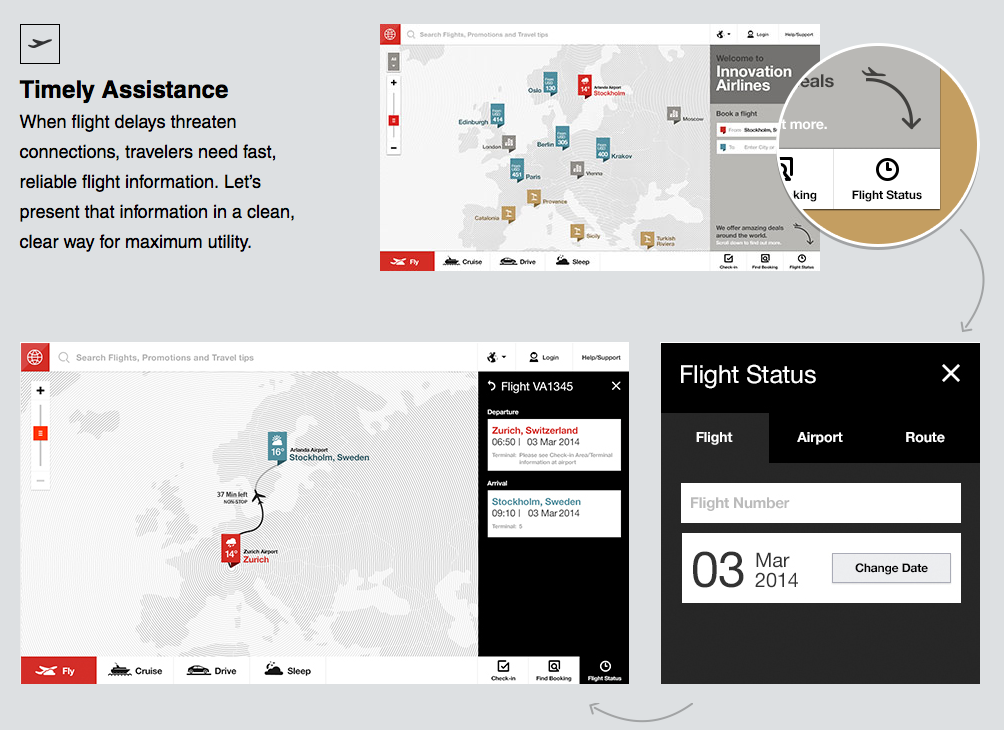 Timely Assistance
When flight delays threaten
connections, travelers need fast,
reliable flight information. Let's
present that information in a clean,
clear way for maximum utility.
Search Flights, Promotions and Travel tips
Login
Help/Support
All
From
USD
130
Oslo
14°
Arlanda Airport
Stockholm
From
USD
414
Edinburgh
London
From
USD
305
Berlin
From
USD
400
Krakov
Moscow
From
USD
451
Paris
Vienna
Provence
Catalonia
Sicily
Turkish
Riviera
Welcome to
Innovation
Airlines
Book a flight
From Stockholm, S
To Enter City or
We offer amazing deals
around the world.
Scroll down to find out more.
Fly
Cruise
Drive
Sleep
Check-in
Find Booking
Flight Status
eals
t more.
king
Flight Status
Search Flights, Promotions and Travel tips
Login
Help/Support
16°
Arlanda Airport
Stockholm, Sweden
37 Min left
NON-STOP
14°
Zurich Airport
Zurich
Flight VA1345
Departure
Zurich, Switzerland
06:50 | 03 Mar 2014
Terminal: Please see Check-in Area/Terminal
information at airport
Arrival
Stockholm, Sweden
09:10 | 03 Mar 2014
Terminal: 5
Fly
Cruise
Drive
Sleep
Check-in
Find Booking
Flight Status
Flight Status
Flight
Airport
Route
Flight Number
03
Mar
2014
Change Date